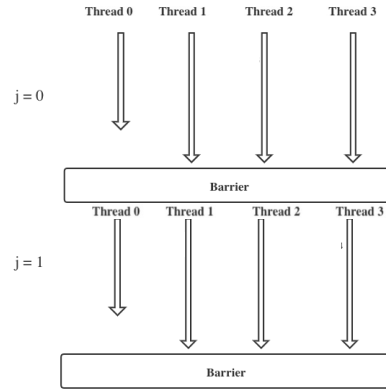 Thread 0 Thread 1 Thread 2 Thread 3
j = 0
Barrier
Thread 0 Thread 1 Thread 2 Thread 3
j = 1
Barrier